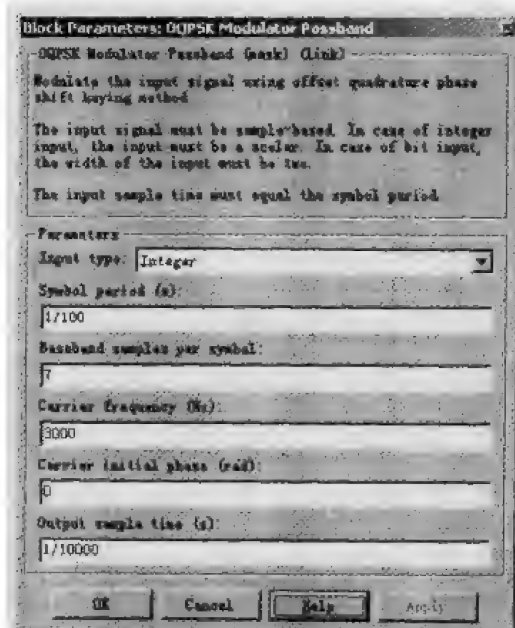 Block Parameters: OQPSK Modulator Passband
OQPSK Modulator Passband (mask) (link)
Modulate the input signal using offset quadrature phase
shift keying method
The input signal must be sample-based. In case of integer
input, the input must be a scalar. In case of bit input,
the width of the input must be two.
The input sample time must equal the symbol period
Parameters
Input type: Integer
Symbol period (s):
1/100
Baseband samples per symbol:
7
Carrier frequency (Hz):
3000
Carrier initial phase (rad):
0
Output sample time (s):
1/10000
OK Cancel Help Apply